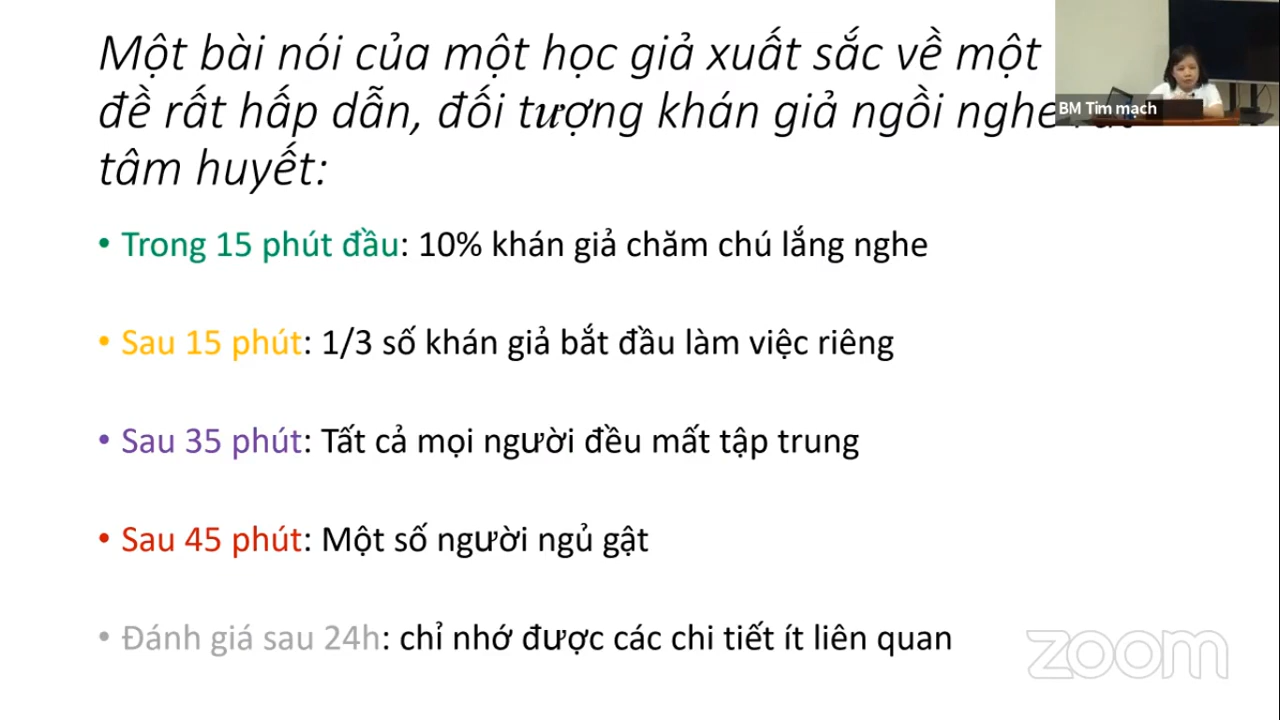 Một bài nói của một học giả xuất sắc về một
đề rất hấp dẫn, đối tượng khán giả ngồi nghe
tâm huyết:
BM Tim mạch
• Trong 15 phút đầu: 10% khán giả chăm chú lắng nghe
• Sau 15 phút: 1/3 số khán giả bắt đầu làm việc riêng
• Sau 35 phút: Tất cả mọi người đều mất tập trung
• Sau 45 phút: Một số người ngủ gật
• Đánh giá sau 24h: chỉ nhớ được các chi tiết ít liên quan
zoom